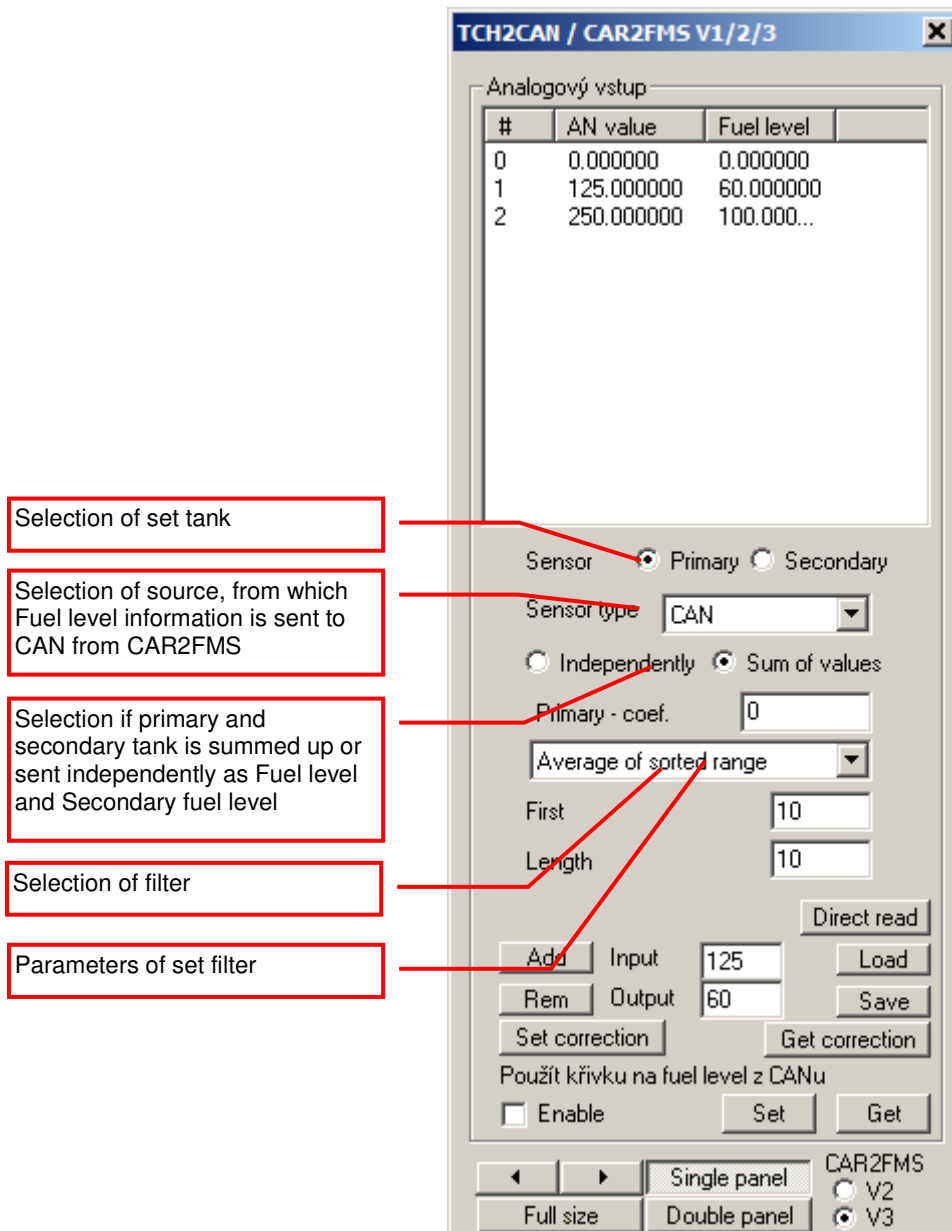 TCH2CAN / CAR2FMS V1/2/3
Analogový vstup
# AN value Fuel level
0 0.000000 0.000000
1 125.000000 60.000000
2 250.000000 100.000...
Selection of set tank
Sensor Primary Secondary
Selection of source, from which
Fuel level information is sent to
CAN from CAR2FMS
Sensor type CAN
Independently Sum of values
Selection if primary and
secondary tank is summed up or
sent independently as Fuel level
and Secondary fuel level
Primary - coef. 0
Average of sorted range
First 10
Length 10
Selection of filter
Direct read
Parameters of set filter
Add Input 125 Load
Rem Output 60 Save
Set correction Get correction
Použít křivku na fuel level z CANu
Enable Set Get
Single panel CAR2FMS
V2
Full size Double panel V3